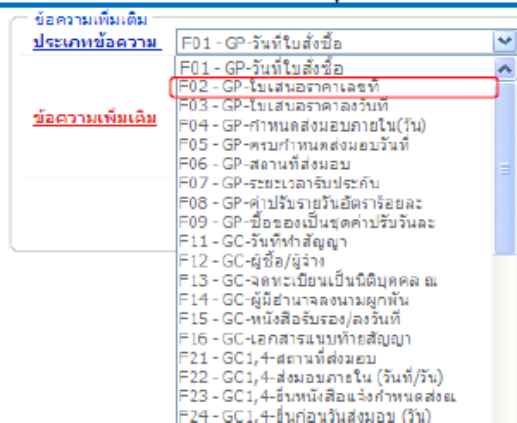 ข้อความเพิ่มเติม
ประเภทข้อความ F01 - GP-วันที่ใบสั่งซื้อ
F01 - GP-วันที่ใบสั่งซื้อ
F02 - GP-ใบเสนอราคาเลขที่
F03 - GP-ใบเสนอราคาลงวันที่
ข้อความเพิ่มเติม
F04 - GP-กำหนดส่งมอบภายใน(วัน)
F05 - GP-ครบกำหนดส่งมอบวันที่
F06 - GP-สถานที่ส่งมอบ
F07 - GP-ระยะเวลารับประกัน
F08 - GP-ค่าปรับรายวันอัตราร้อยละ
F09 - GP-ซื้อของเป็นชุดค่าปรับวันละ
F11 - GC-วันที่ทำสัญญา
F12 - GC-ผู้ซื้อ/ผู้ว่าง
F13 - GC-จดทะเบียนเป็นนิติบุคคล ณ
F14 - GC-ผู้มีอำนาจลงนามผูกพัน
F15 - GC-หนังสือรับรอง/ลงวันที่
F16 - GC-เอกสารแนบท้ายสัญญา
F21 - GC1,4-สถานที่ส่งมอบ
F22 - GC1,4-ส่งมอบภายใน (วันที่/วัน)
F23 - GC1,4-ยื่นหนังสือแจ้งกำหนดส่งณ
F24 - GC1,4-ยื่นก่อนวันส่งมอบ (วัน)